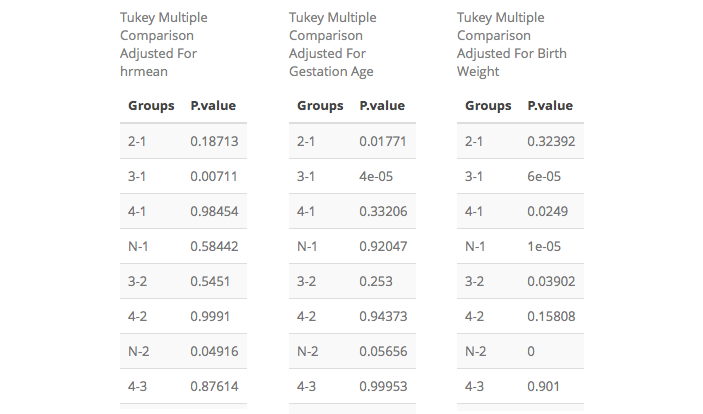 Tukey Multiple
Comparison
Adjusted For
hrmean
Groups P.value
2-1 0.18713
3-1 0.00711
4-1 0.98454
N-1 0.58442
3-2 0.5451
4-2 0.9991
N-2 0.04916
4-3 0.87614
Tukey Multiple
Comparison
Adjusted For
Gestation Age
Groups P.value
2-1 0.01771
3-1 4e-05
4-1 0.33206
N-1 0.92047
3-2 0.253
4-2 0.94373
N-2 0.05656
4-3 0.99953
Tukey Multiple
Comparison
Adjusted For Birth
Weight
Groups P.value
2-1 0.32392
3-1 6e-05
4-1 0.0249
N-1 1e-05
3-2 0.03902
4-2 0.15808
N-2 0
4-3 0.901